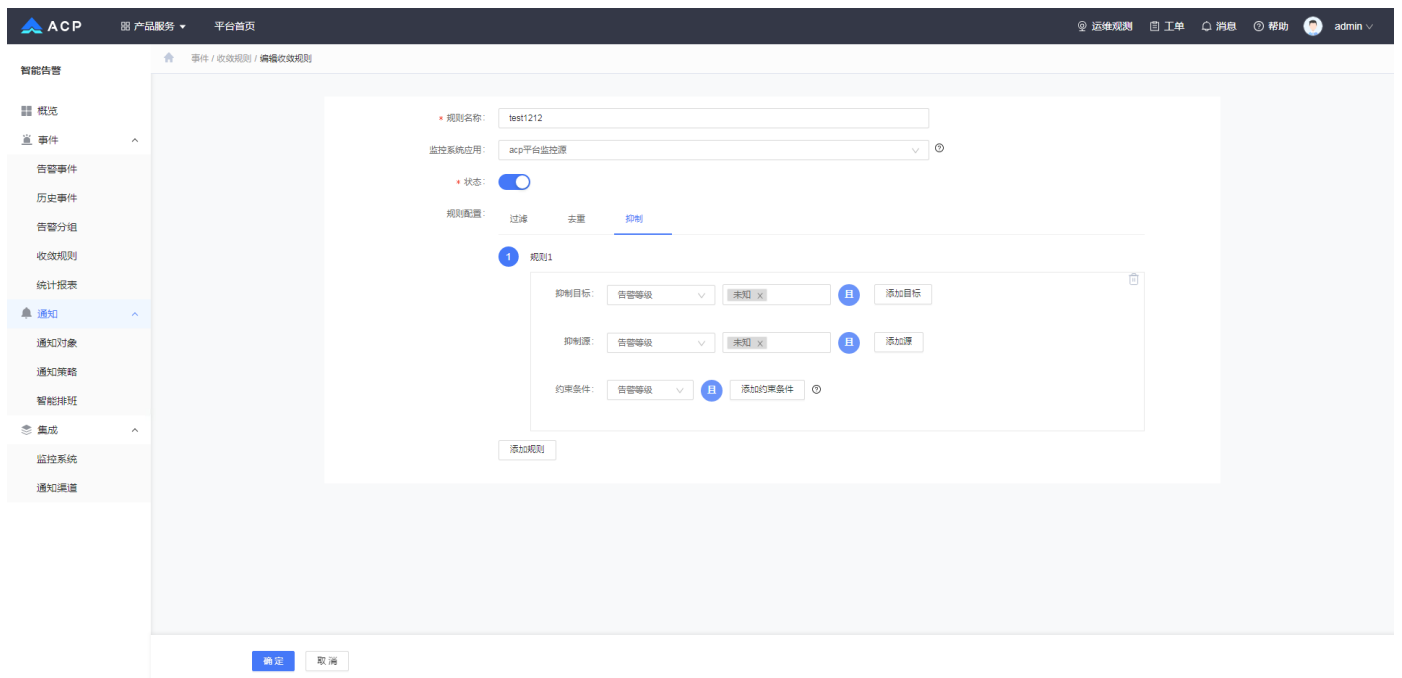 ACP 产品服务 平台首页 运维观测 工单 消息 帮助 admin
智能告警
事件 / 收敛规则 / 编辑收敛规则
概览
事件
告警事件
历史事件
告警分组
收敛规则
统计报表
通知
通知对象
通知策略
智能排班
集成
监控系统
通知渠道
* 规则名称: test1212
监控系统应用: acp平台监控源
* 状态:
规则配置: 过滤 去重 抑制
1 规则1
抑制目标: 告警等级 未知 x 且 添加目标
抑制源: 告警等级 未知 x 且 添加源
约束条件: 告警等级 且 添加约束条件
添加规则
确定 取消